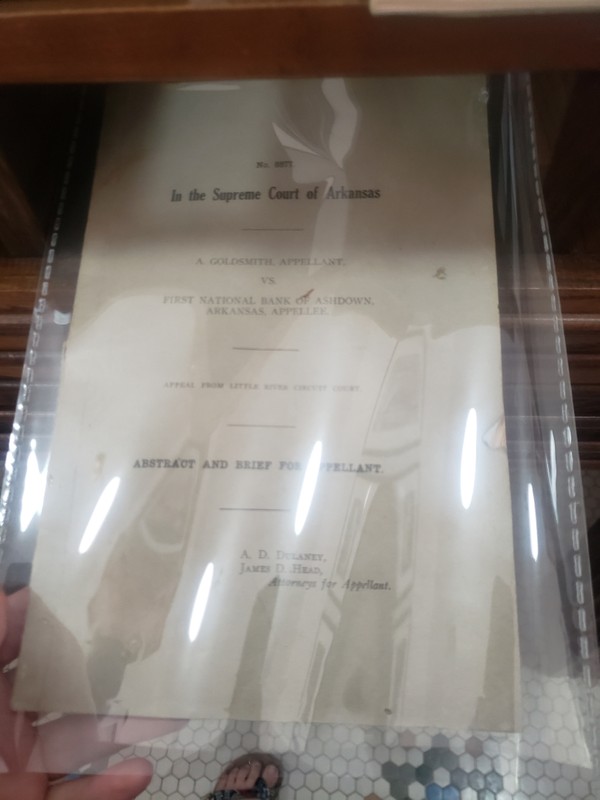 No.
In the Supreme Court of Arkansas
A. GOLDSMITH, APPELLANT,
VS.
FIRST NATIONAL BANK OF ASHDOWN,
ARKANSAS, APPELLEE.
APPEAL FROM LITTLE RIVER CIRCUIT COURT.
ABSTRACT AND BRIEF FOR APPELLANT.
A. D. DULANEY,
JAMES D. HEAD,
Attorneys for Appellant.